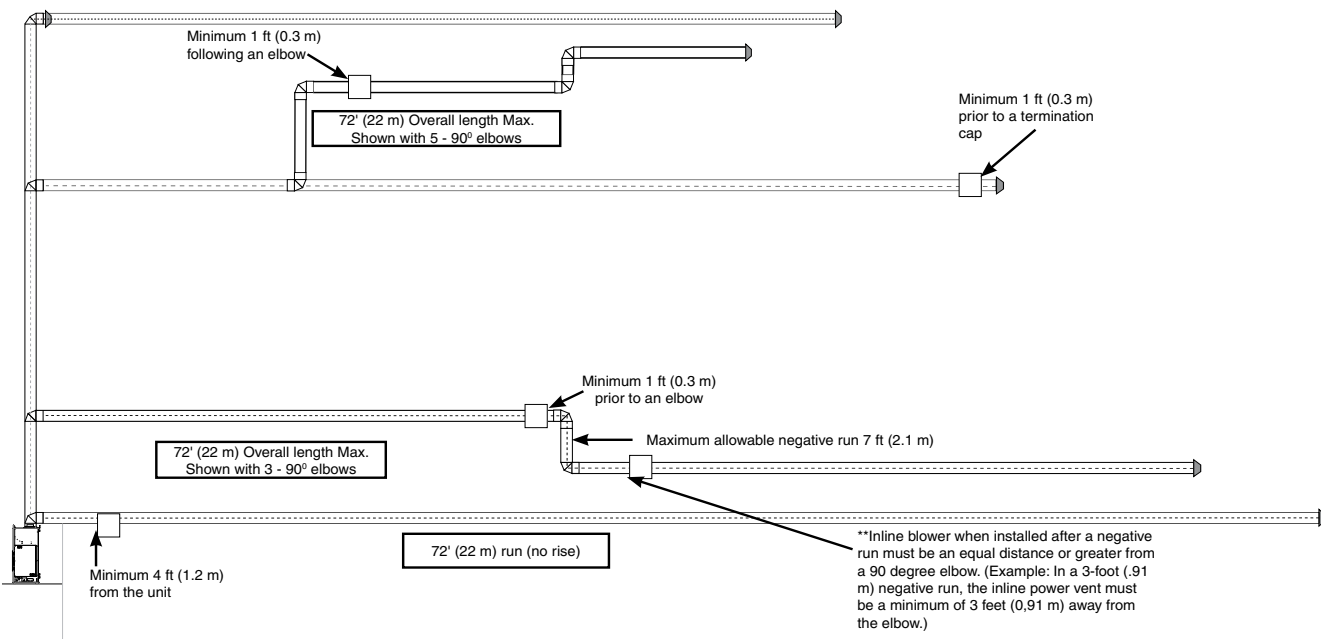 Minimum 1 ft (0.3 m)
following an elbow
72' (22 m) Overall length Max.
Shown with 5 - 90⁰ elbows
Minimum 1 ft (0.3 m)
prior to a termination
cap
Minimum 1 ft (0.3 m)
prior to an elbow
Maximum allowable negative run 7 ft (2.1 m)
72' (22 m) Overall length Max.
Shown with 3 - 90⁰ elbows
72' (22 m) run (no rise)
Minimum 4 ft (1.2 m)
from the unit
**Inline blower when installed after a negative
run must be an equal distance or greater from
a 90 degree elbow. (Example: In a 3-foot (.91
m) negative run, the inline power vent must
be a minimum of 3 feet (0,91 m) away from
the elbow.)